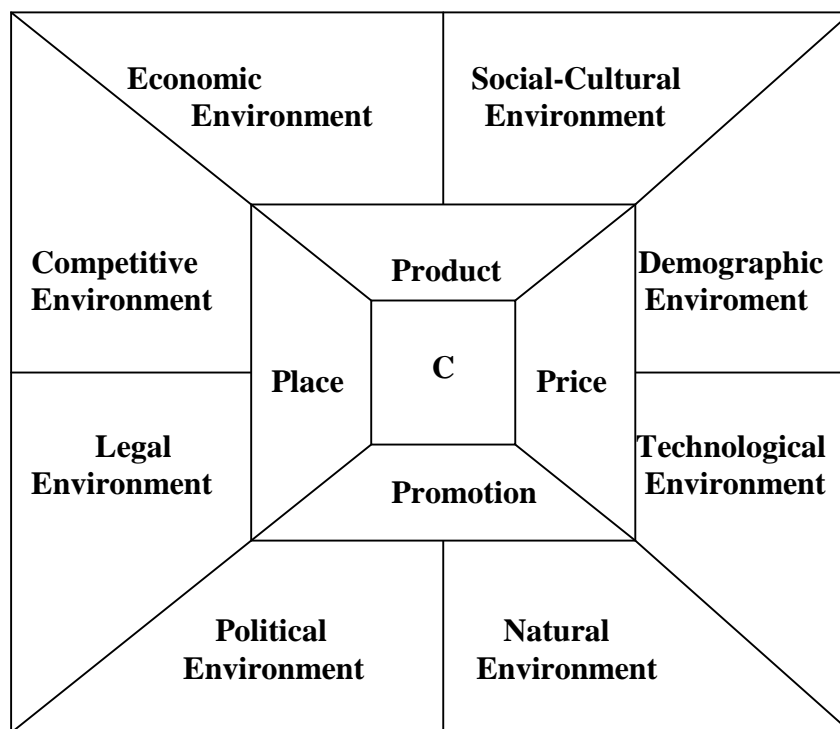 Economic
Environment
Social-Cultural
Environment
Competitive
Environment
Product
Demographic
Enviroment
Place
C
Price
Legal
Environment
Promotion
Technological
Environment
Political
Environment
Natural
Environment